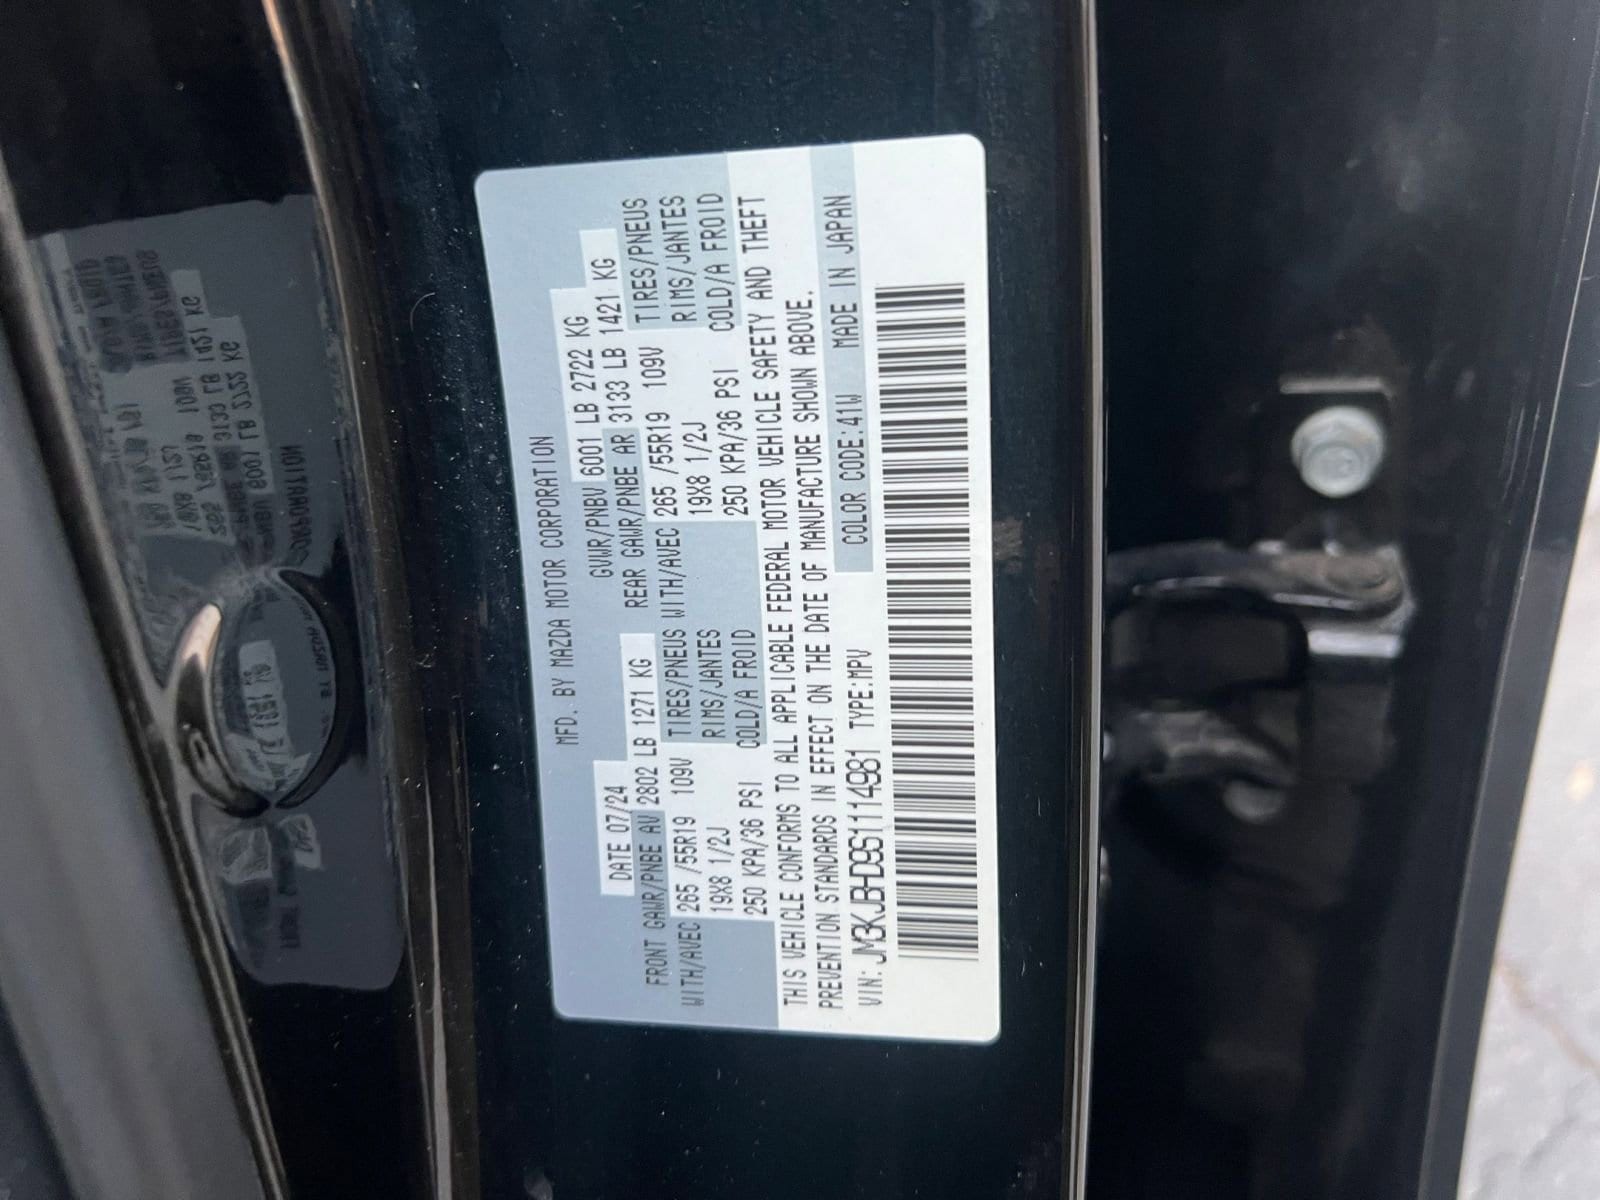 MFD. BY MAZDA MOTOR CORPORATION
DATE 07/24 GVWR/PNBV 6001 LB 2722 KG
FRONT GAWR/PNBE AV 2802 LB 1271 KG REAR GAWR/PNBE AR 3133 LB 1421 KG
WITH/AVEC 265 /55R19 109V TIRES/PNEUS WITH/AVEC 265 /55R19 109V TIRES/PNEUS
19X8 1/2J RIMS/JANTES 19X8 1/2J RIMS/JANTES
250 KPA/36 PSI COLD/A FROID 250 KPA/36 PSI COLD/A FROID
THIS VEHICLE CONFORMS TO ALL APPLICABLE FEDERAL MOTOR VEHICLE SAFETY AND THEFT
PREVENTION STANDARDS IN EFFECT ON THE DATE OF MANUFACTURE SHOWN ABOVE.
VIN: JM3KJBHD9S1114981 TYPE:MPV COLOR CODE:41W MADE IN JAPAN